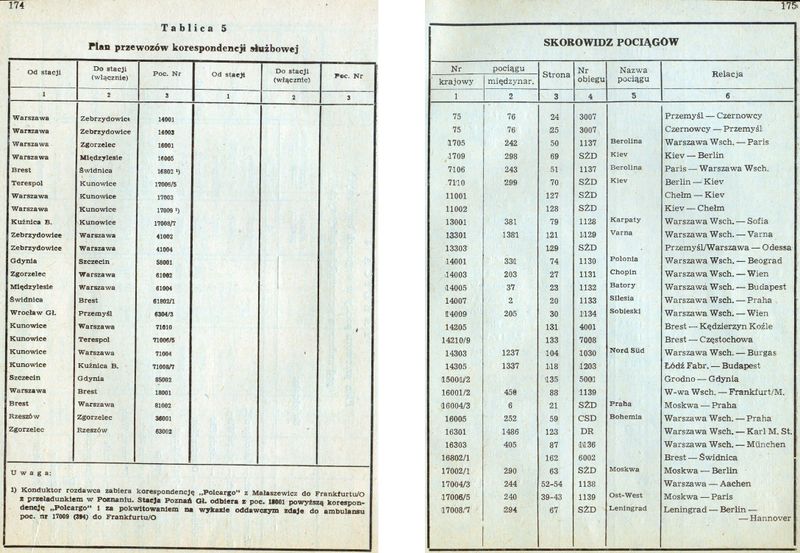 174
Tablica 5
Plan przewozów korespondencji służbowej
Od stacji | Do stacji (włącznie) | Poc. Nr | Od stacji | Do stacji (włącznie) | Poc. Nr
1 | 2 | 3 | 1 | 2 | 3
Warszawa | Zebrzydowice | 14001
Warszawa | Zebrzydowice | 14003
Warszawa | Zgorzelec | 16001
Warszawa | Międzylesie | 16005
Brest | Świdnica | 16802 ¹)
Terespol | Kunowice | 17006/5
Warszawa | Kunowice | 17003
Warszawa | Kunowice | 17009 ¹)
Kuźnica B. | Kunowice | 17008/7
Zebrzydowice | Warszawa | 41002
Zebrzydowice | Warszawa | 41004
Gdynia | Szczecin | 58001
Zgorzelec | Warszawa | 61002
Międzylesie | Warszawa | 61004
Świdnica | Brest | 61802/1
Wrocław Gł. | Przemyśl | 6304/3
Kunowice | Warszawa | 71010
Kunowice | Terespol | 71006/5
Kunowice | Warszawa | 71004
Kunowice | Kuźnica B. | 71008/7
Szczecin | Gdynia | 85002
Warszawa | Brest | 18001
Brest | Warszawa | 81002
Rzeszów | Zgorzelec | 36001
Zgorzelec | Rzeszów | 63002
Uwaga:
1) Konduktor rozdawca zabiera korespondencję „Polcargo" z Małaszewicz do Frankfurtu/O
z przeładunkiem w Poznaniu. Stacja Poznań Gł. odbiera z poc. 18001 powyższą korespon-
dencję „Polcargo" i za pokwitowaniem na wykazie oddawczym zdaje do ambulansu
poc. nr 17009 (294) do Frankfurtu/O
175
SKOROWIDZ POCIĄGÓW
Nr pociągu | Strona | Nr obiegu | Nazwa pociągu | Relacja
krajowy | międzynar.
1 | 2 | 3 | 4 | 5 | 6
75 | 76 | 24 | 3007 | Przemyśl — Czernowcy
75 | 76 | 25 | 3007 | Czernowcy — Przemyśl
1705 | 242 | 50 | 1137 | Berolina | Warszawa Wsch. — Paris
1709 | 298 | 69 | SŽD | Kiev | Kiev — Berlin
7106 | 243 | 51 | 1137 | Berolina | Paris — Warszawa Wsch.
7110 | 299 | 70 | SŽD | Kiev | Berlin — Kiev
11001 | 127 | SŽD | Chełm — Kiev
11002 | 128 | SŽD | Kiev — Chełm
13001 | 381 | 79 | 1128 | Karpaty | Warszawa Wsch. — Sofia
13301 | 1381 | 121 | 1129 | Varna | Warszawa Wsch. — Varna
13303 | 129 | SŽD | Przemyśl/Warszawa — Odessa
14001 | 331 | 74 | 1130 | Polonia | Warszawa Wsch. — Beograd
14003 | 203 | 27 | 1131 | Chopin | Warszawa Wsch. — Wien
14005 | 37 | 23 | 1132 | Batory | Warszawa Wsch. — Budapest
14007 | 2 | 20 | 1133 | Silesia | Warszawa Wsch. — Praha
14009 | 205 | 30 | 1134 | Sobieski | Warszawa Wsch. — Wien
14205 | 131 | 4001 | Brest — Kędzierzyn Koźle
14210/9 | 133 | 7008 | Brest — Częstochowa
14303 | 1237 | 104 | 1030 | Nord Süd | Warszawa Wsch. — Burgas
14305 | 1337 | 118 | 1203 | Łódź Fabr. — Budapest
15001/2 | 135 | 5001 | Grodno — Gdynia
16001/2 | 450 | 88 | 1139 | W-wa Wsch. — Frankfurt/M.
16004/3 | 6 | 21 | SŽD | Praha | Moskwa — Praha
16005 | 252 | 59 | CSD | Bohemia | Warszawa Wsch. — Praha
16301 | 1486 | 123 | DR | Warszawa Wsch. — Karl M. St.
16303 | 405 | 87 | 1136 | Warszawa Wsch. — München
16802/1 | 162 | 6002 | Brest — Świdnica
17002/1 | 290 | 63 | SŽD | Moskwa | Moskwa — Berlin
17004/3 | 244 | 52–54 | 1138 | Warszawa — Aachen
17006/5 | 240 | 39–43 | 1139 | Ost-West | Moskwa — Paris
17008/7 | 294 | 67 | SŽD | Leningrad | Leningrad — Berlin —
— Hannover